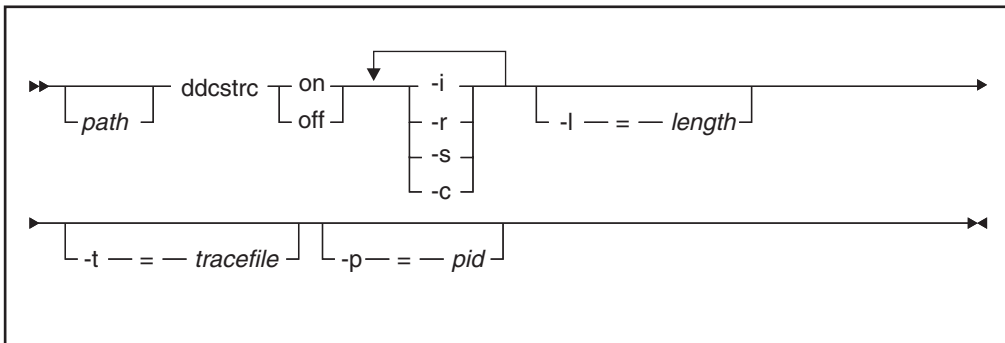 path ddcstrc on -i -l = length
off -r
-s
-c
-t = tracefile -p = pid